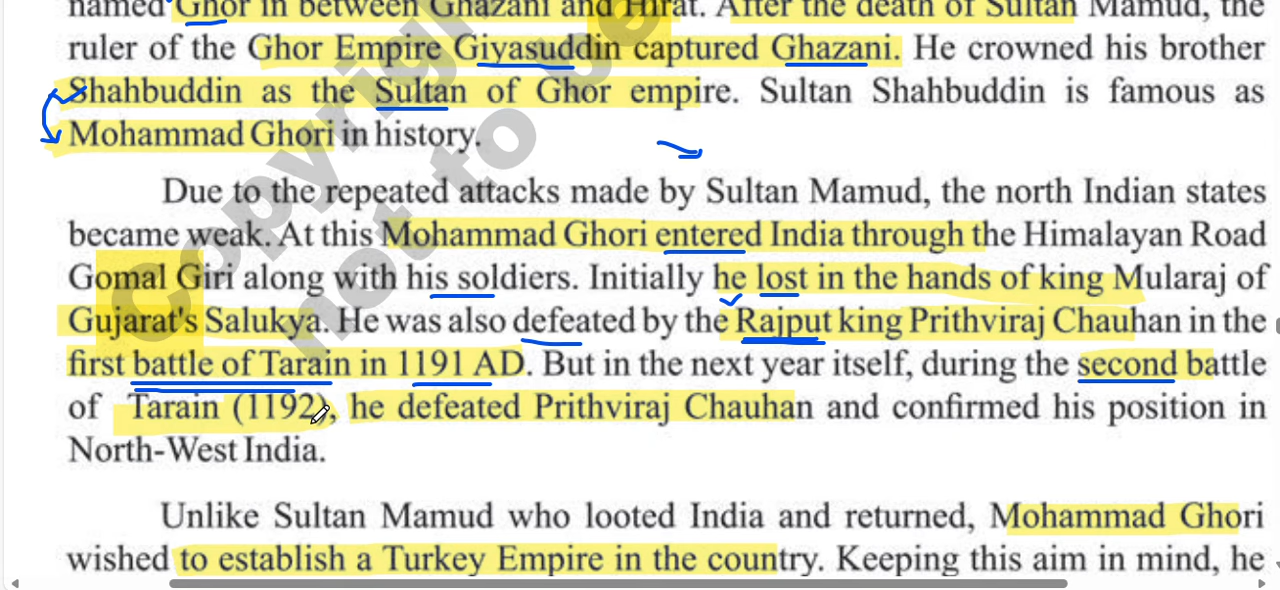 named Ghor in between Ghazani and Hirat. After the death of Sultan Mamud, the
ruler of the Ghor Empire Giyasuddin captured Ghazani. He crowned his brother
Shahbuddin as the Sultan of Ghor empire. Sultan Shahbuddin is famous as
Mohammad Ghori in history.
Due to the repeated attacks made by Sultan Mamud, the north Indian states
became weak. At this Mohammad Ghori entered India through the Himalayan Road
Gomal Giri along with his soldiers. Initially he lost in the hands of king Mularaj of
Gujarat's Salukya. He was also defeated by the Rajput king Prithviraj Chauhan in the
first battle of Tarain in 1191 AD. But in the next year itself, during the second battle
of Tarain (1192), he defeated Prithviraj Chauhan and confirmed his position in
North-West India.
Unlike Sultan Mamud who looted India and returned, Mohammad Ghori
wished to establish a Turkey Empire in the country. Keeping this aim in mind, he
Copyrigh
not to be